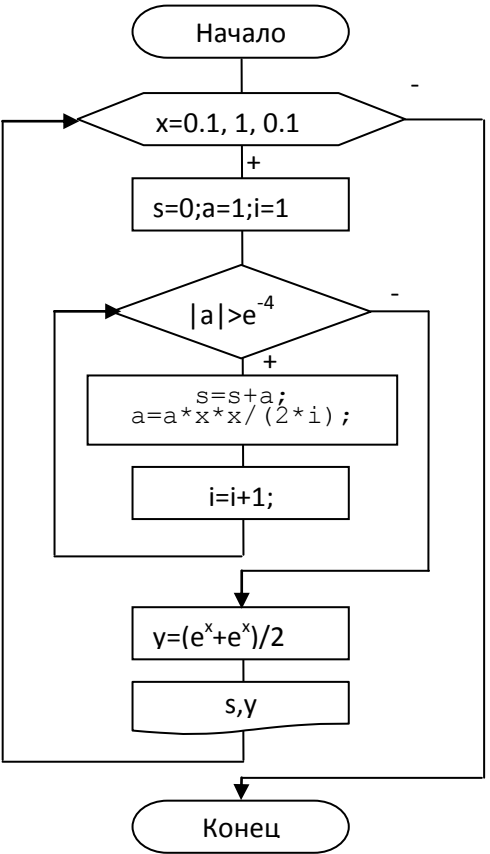 Начало
-
x=0.1, 1, 0.1
+
s=0;a=1;i=1
|a|>e⁻⁴
-
+
s=s+a;
a=a*x*x/(2*i);
i=i+1;
y=(eˣ+eˣ)/2
s,y
Конец